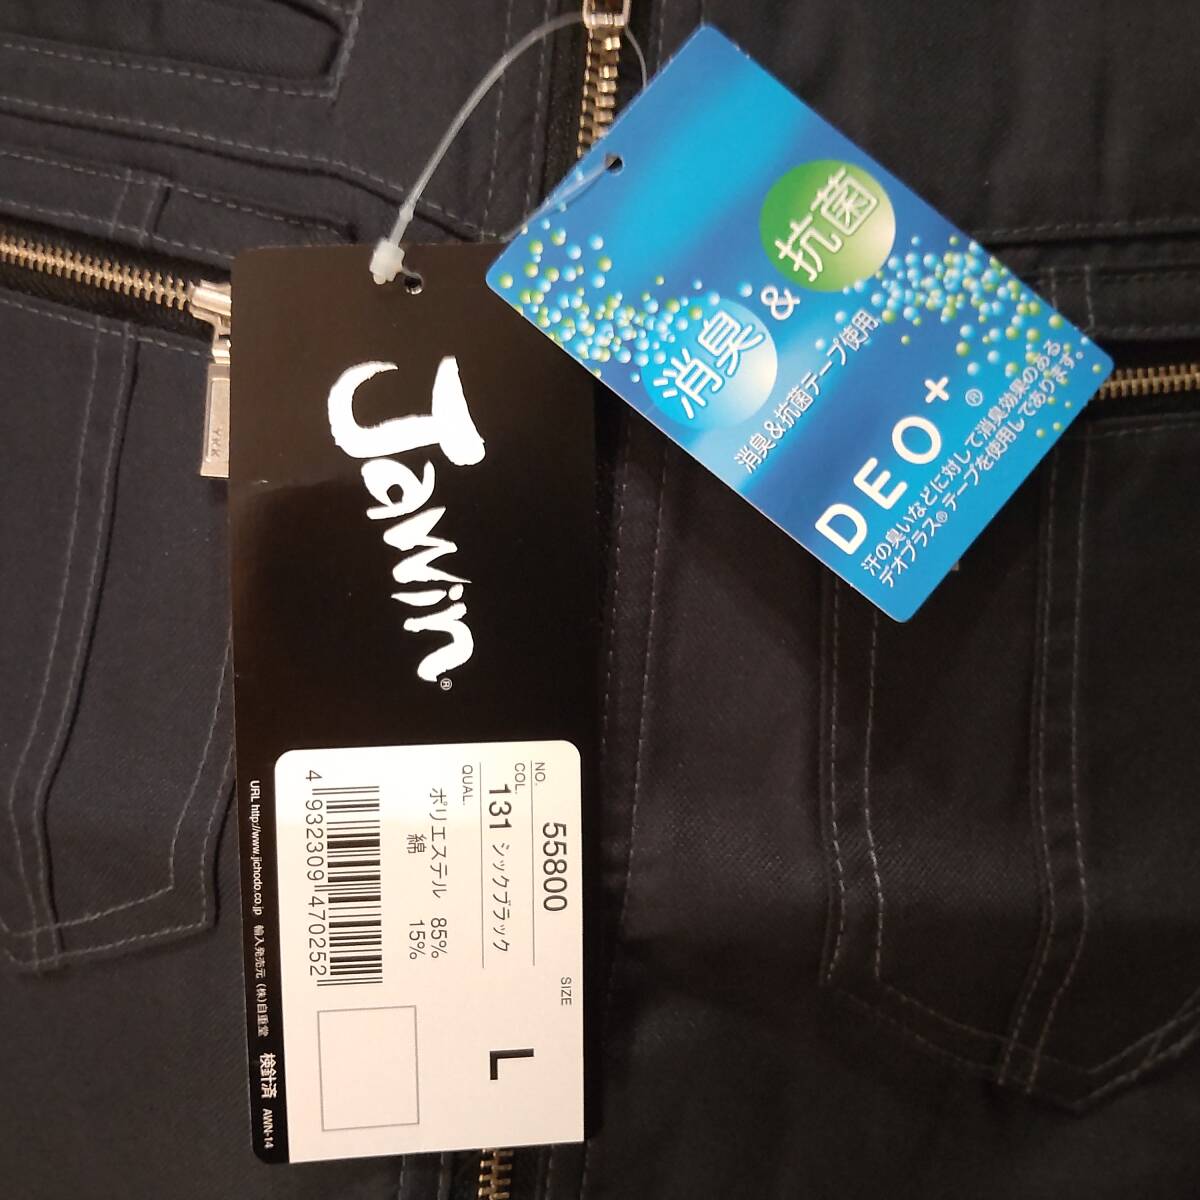 Jawin®
NO.
55800
COL.
131 シックブラック
QUAL.
ポリエステル 85%
綿 15%
SIZE
L
4 932309 470252
URL http://www.jichodo.co.jp 輸入発売元 (株)自重堂 検針済 AWN-14
消臭&抗菌
消臭&抗菌テープ使用
DEO+®
汗の臭いなどに対して消臭効果のある
デオプラス®テープを使用しております。
YKK